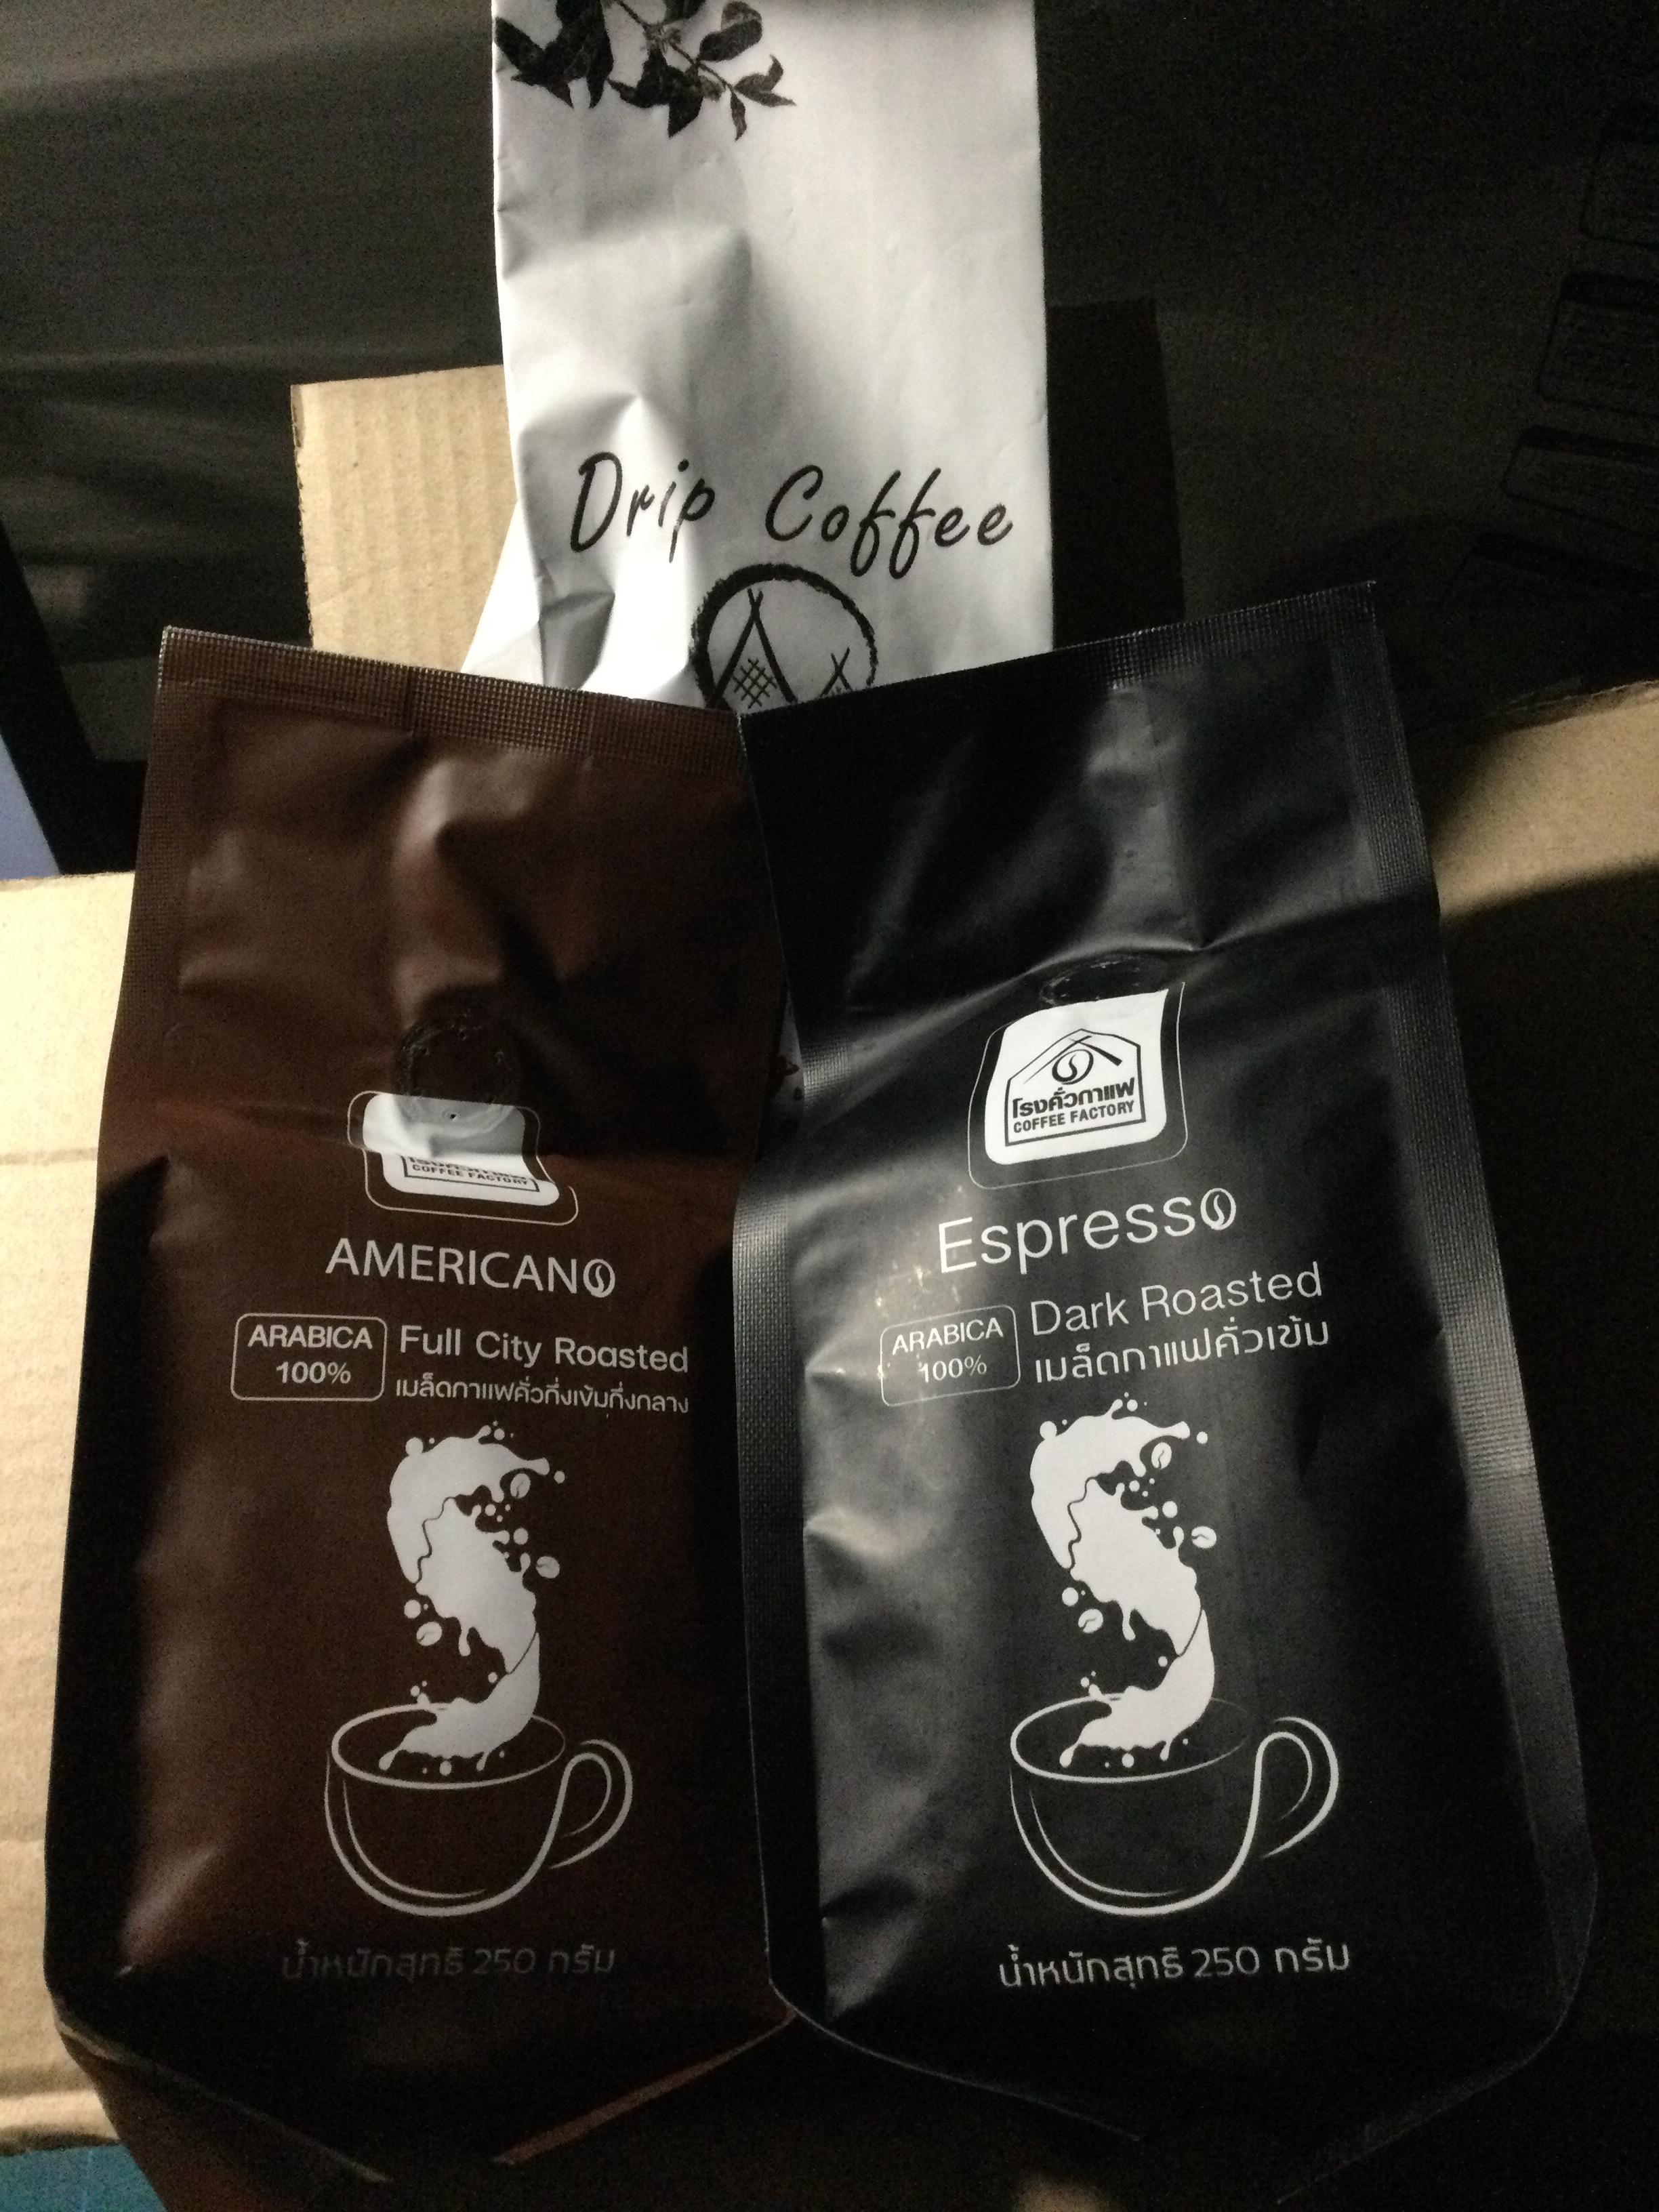 Drip Coffee
COFFEE FACTORY
AMERICANO
ARABICA
100%
Full City Roasted
เมล็ดกาแฟคั่วกึ่งเข้มกึ่งกลาง
น้ำหนักสุทธิ 250 กรัม
โรงคั่วกาแฟ
COFFEE FACTORY
Espresso
ARABICA
100%
Dark Roasted
เมล็ดกาแฟคั่วเข้ม
น้ำหนักสุทธิ 250 กรัม